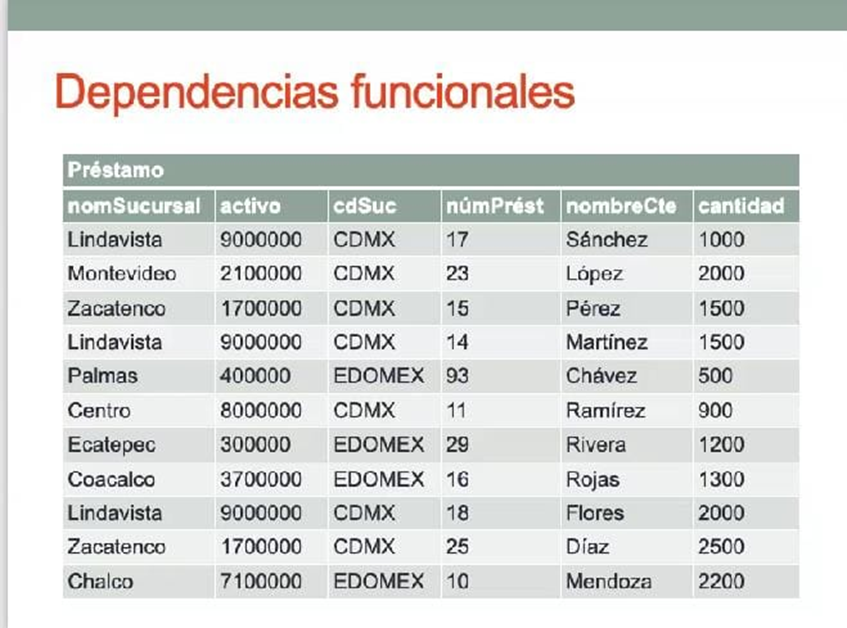 Dependencias funcionales
Préstamo
nomSucursal activo cdSuc númPrést nombreCte cantidad
Lindavista 9000000 CDMX 17 Sánchez 1000
Montevideo 2100000 CDMX 23 López 2000
Zacatenco 1700000 CDMX 15 Pérez 1500
Lindavista 9000000 CDMX 14 Martínez 1500
Palmas 400000 EDOMEX 93 Chávez 500
Centro 8000000 CDMX 11 Ramírez 900
Ecatepec 300000 EDOMEX 29 Rivera 1200
Coacalco 3700000 EDOMEX 16 Rojas 1300
Lindavista 9000000 CDMX 18 Flores 2000
Zacatenco 1700000 CDMX 25 Díaz 2500
Chalco 7100000 EDOMEX 10 Mendoza 2200